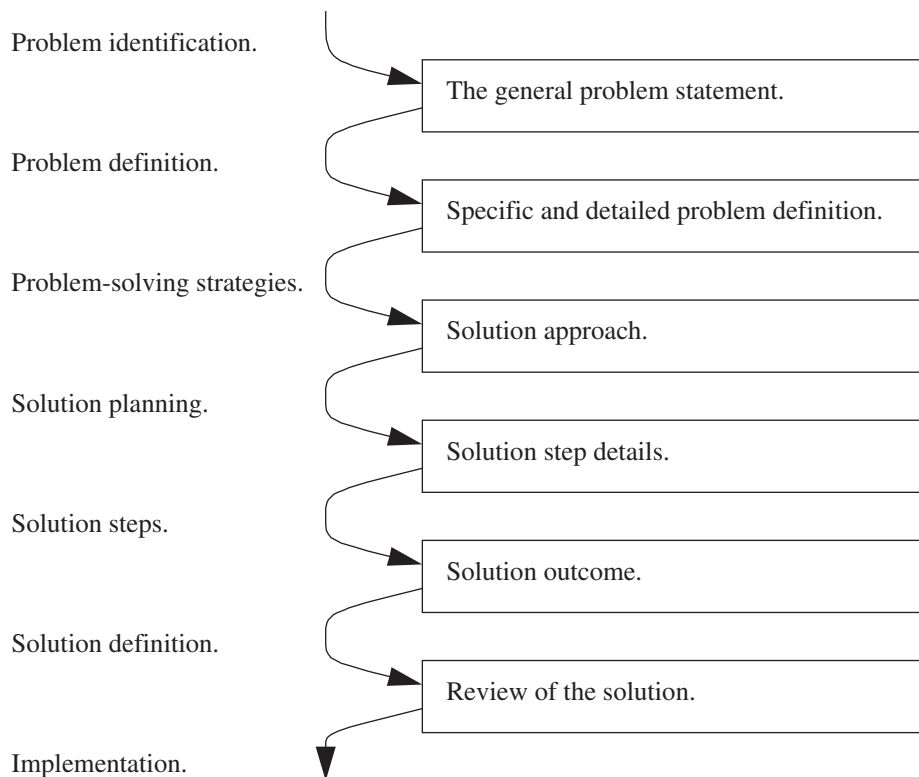 Problem identification.
The general problem statement.
Problem definition.
Specific and detailed problem definition.
Problem-solving strategies.
Solution approach.
Solution planning.
Solution step details.
Solution steps.
Solution outcome.
Solution definition.
Review of the solution.
Implementation.